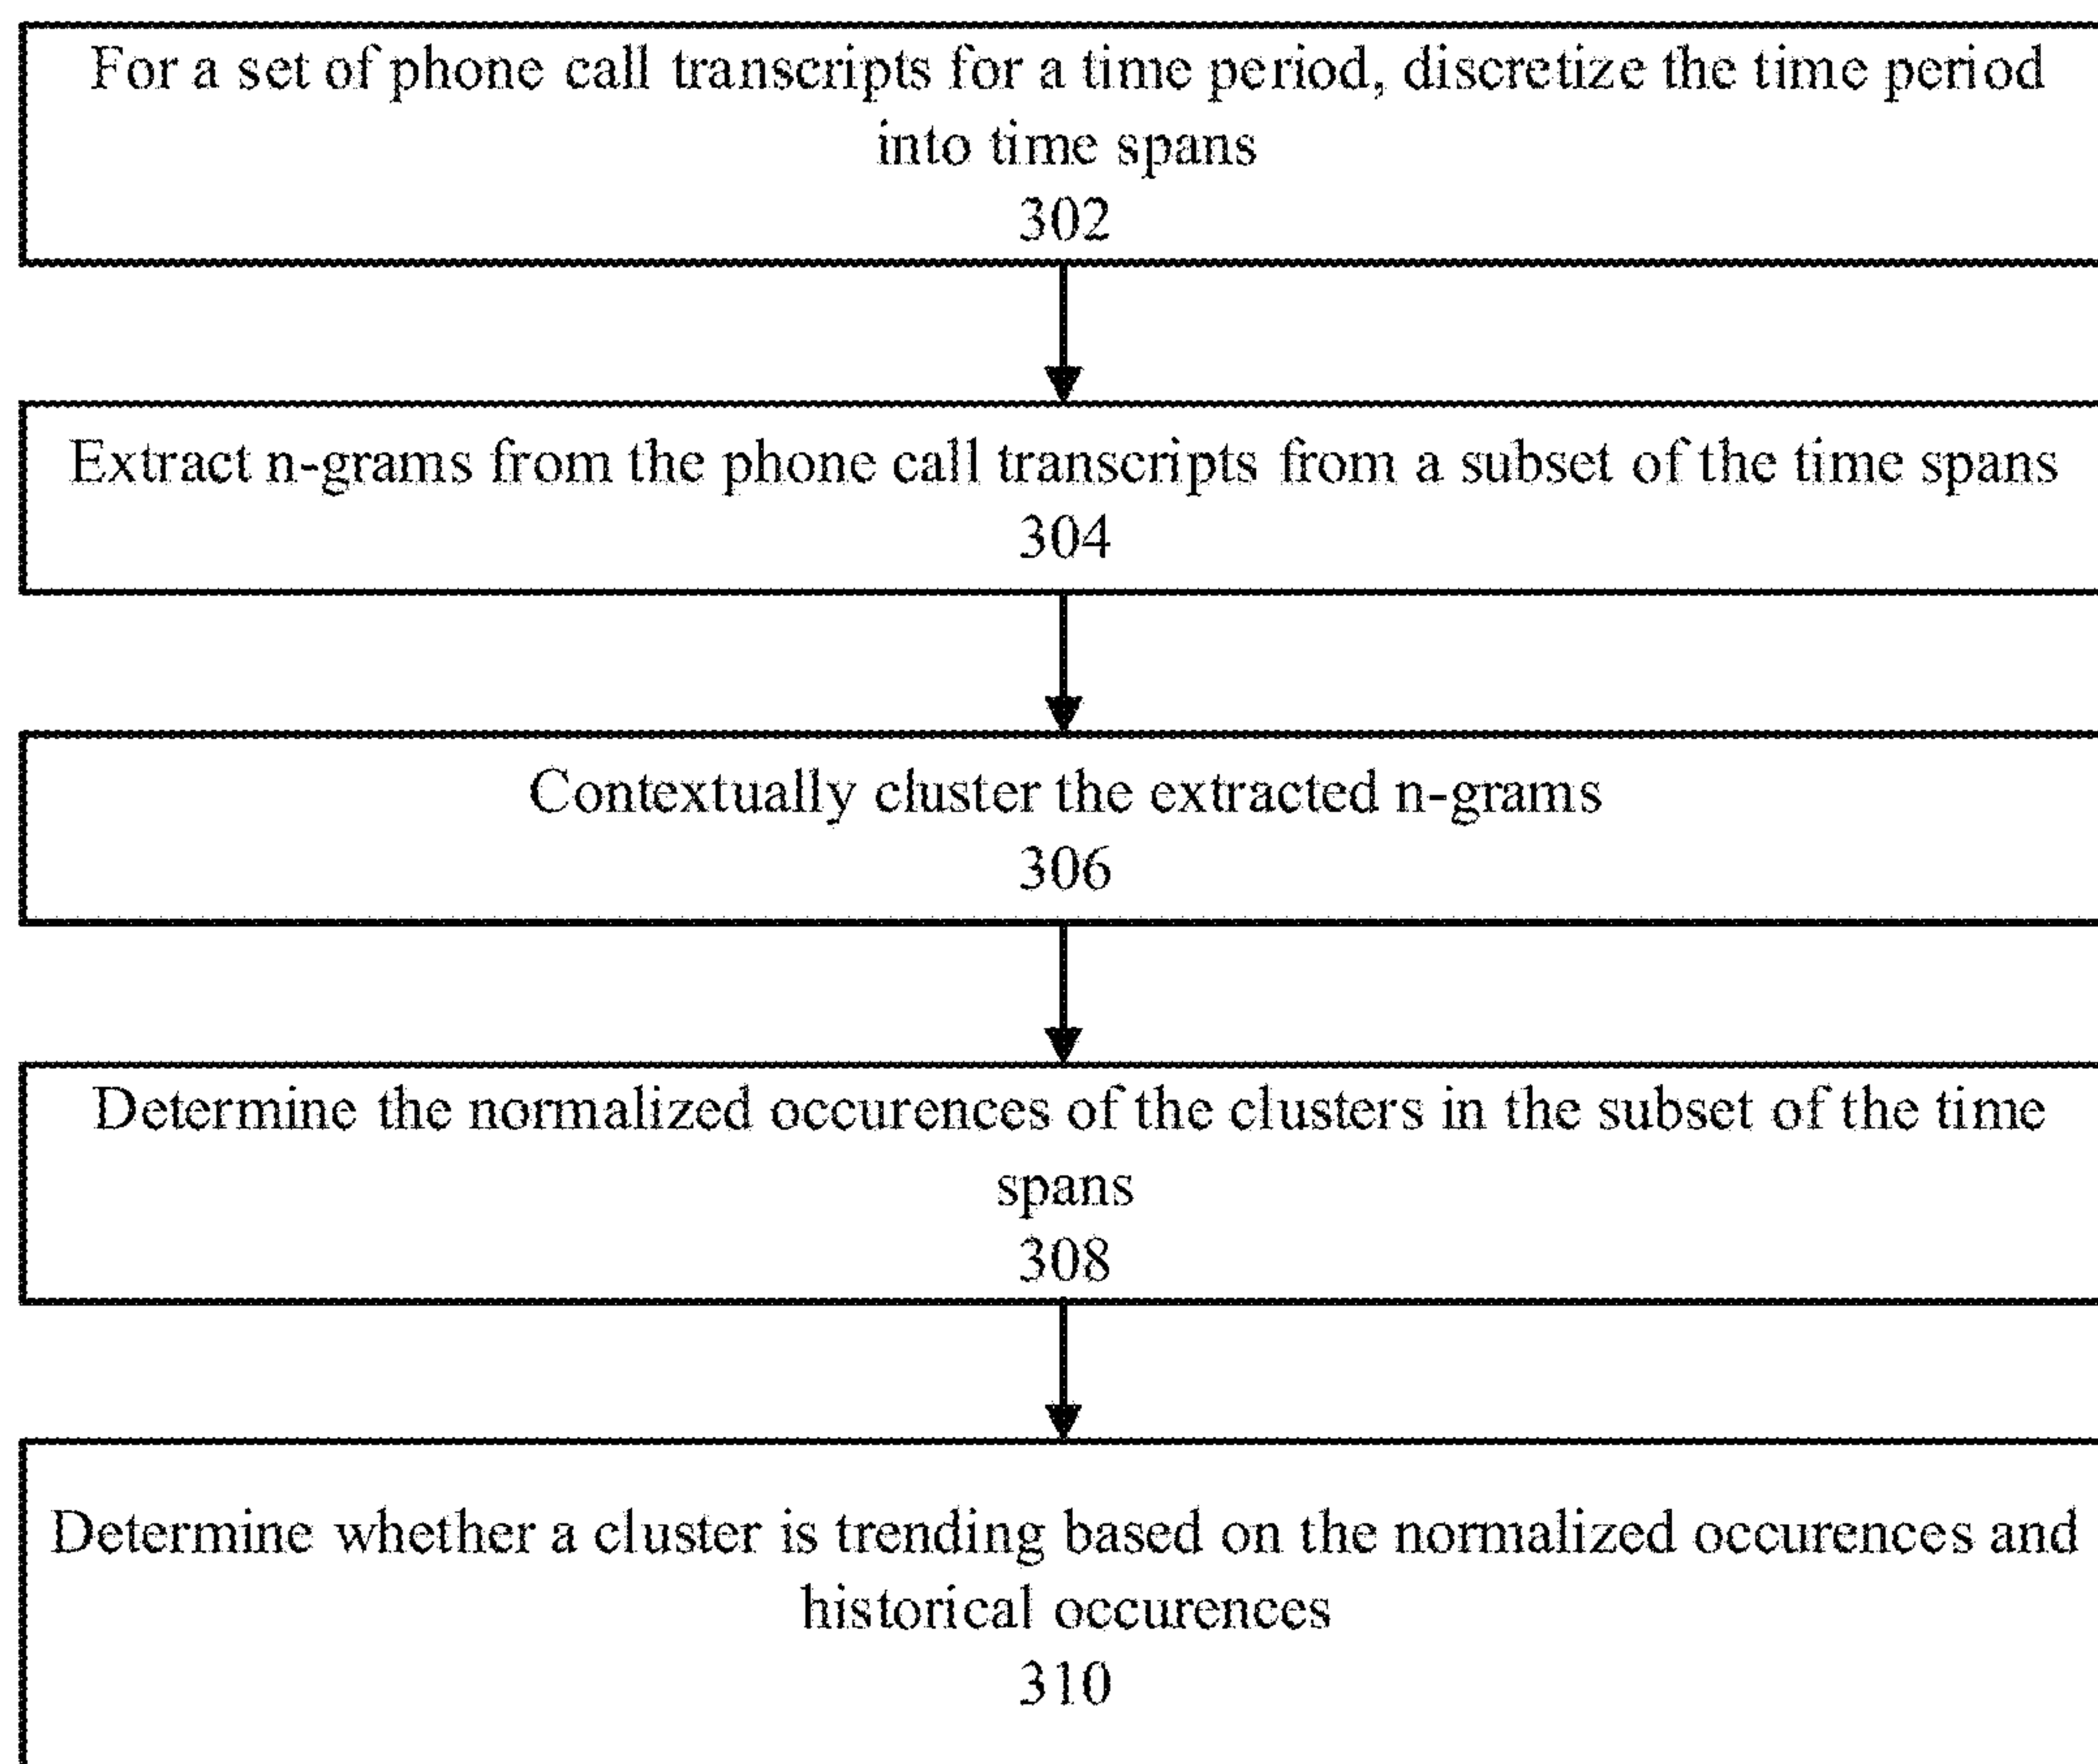 For a set of phone call transcripts for a time period, discretize the time period
into time spans
302
Extract n-grams from the phone call transcripts from a subset of the time spans
304
Contextually cluster the extracted n-grams
306
Determine the normalized occurences of the clusters in the subset of the time
spans
308
Determine whether a cluster is trending based on the normalized occurences and
historical occurences
310